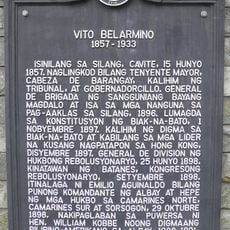 VITO BELARMINO
1857-1933
ISINILANG SA SILANG, CAVITE, 15 HUNYO
1857. NAGLINGKOD BILANG TENYENTE MAYOR,
CABEZA DE BARANGAY, KALIHIM NG
TRIBUNAL, AT GOBERNADORCILLO. GENERAL
DE BRIGADA NG SANGGUNIANG BAYANG
MAGDALO AT ISA SA MGA NANGUNA SA
PAG-AAKLAS SA SILANG, 1896. LUMAGDA
SA KONSTITUSYON NG BIAK-NA-BATO, 1
NOBYEMBRE 1897. KALIHIM NG DIGMA SA
BIAK-NA-BATO AT KABILANG SA MGA LIDER
NA KUSANG NAGPATAPON SA HONG KONG,
DISYEMBRE 1897. GENERAL DE DIVISION NG
HUKBONG REBOLUSYONARYO, 25 HUNYO 1898.
KINATAWAN NG BATANES, KONGRESONG
REBOLUSYONARYO, SETYEMBRE 1898.
ITINALAGA NI EMILIO AGUINALDO BILANG
PUNONG KOMANDANTE NG ALBAY AT HEPE
NG MGA HUKBO SA CAMARINES NORTE,
CAMARINES SUR AT SORSOGON, 29 OKTUBRE
1898. NAKIPAGLABAN SA PUWERSA NI
HEN. WILLIAM KOBBE NOONG DIGMAANG